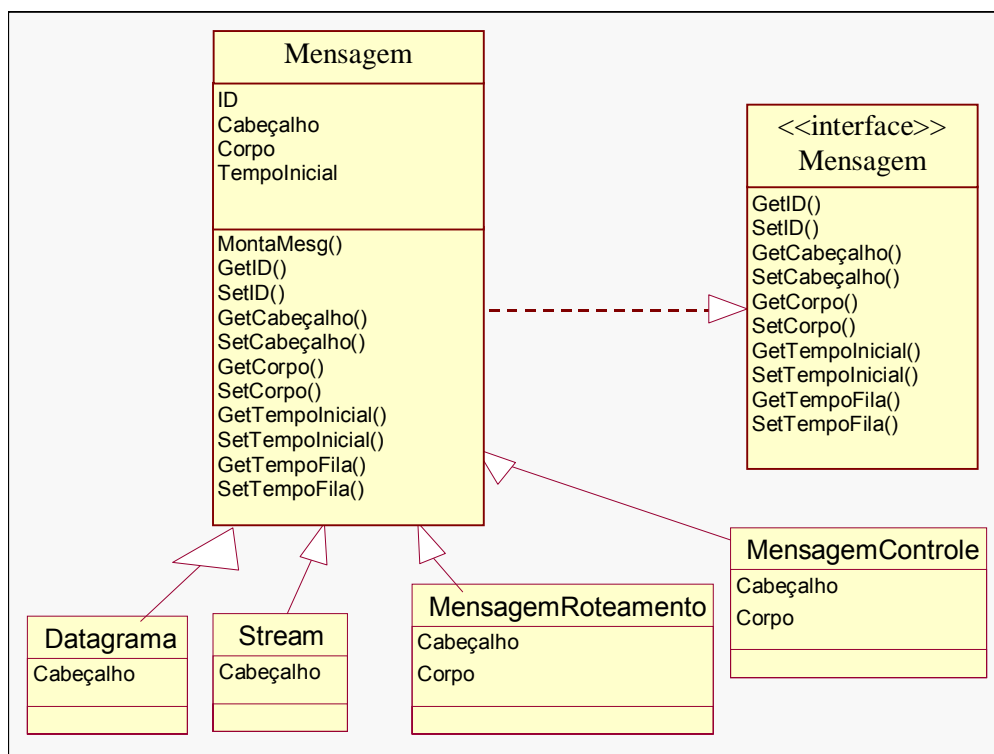 Mensagem
ID
Cabeçalho
Corpo
TempoInicial
MontaMesg()
GetID()
SetID()
GetCabeçalho()
SetCabeçalho()
GetCorpo()
SetCorpo()
GetTempoInicial()
SetTempoInicial()
GetTempoFila()
SetTempoFila()
<<interface>>
Mensagem
GetID()
SetID()
GetCabeçalho()
SetCabeçalho()
GetCorpo()
SetCorpo()
GetTempoInicial()
SetTempoInicial()
GetTempoFila()
SetTempoFila()
Datagrama
Cabeçalho
Stream
Cabeçalho
MensagemRoteamento
Cabeçalho
Corpo
MensagemControle
Cabeçalho
Corpo